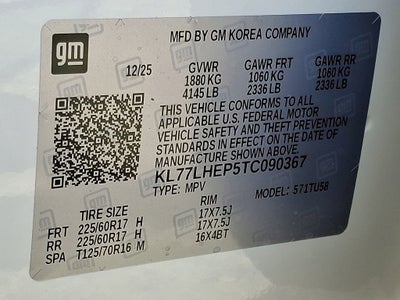 gm
MFD BY GM KOREA COMPANY
12/25 GVWR GAWR FRT GAWR RR
1880 KG 1060 KG 1060 KG
4145 LB 2336 LB 2336 LB
THIS VEHICLE CONFORMS TO ALL
APPLICABLE U.S. FEDERAL MOTOR
VEHICLE SAFETY AND THEFT PREVENTION
STANDARDS IN EFFECT ON THE DATE OF
MANUFACTURE SHOWN ABOVE.
KL77LHEP5TC090367
TYPE: MPV MODEL: 571TU58
TIRE SIZE RIM
FRT 225/60R17 H 17X7.5J
RR 225/60R17 H 17X7.5J
SPA T125/70R16 M 16X4BT